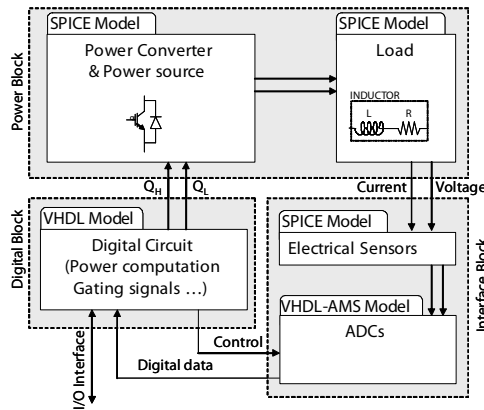 SPICE Model
SPICE Model
Power Converter
& Power source
Load
INDUCTOR
L
R
Power Block
QH
QL
Current
Voltage
VHDL Model
Digital Circuit
(Power computation
Gating signals ...)
Digital Block
SPICE Model
Electrical Sensors
VHDL-AMS Model
ADCs
Interface Block
Control
Digital data
I/O Interface